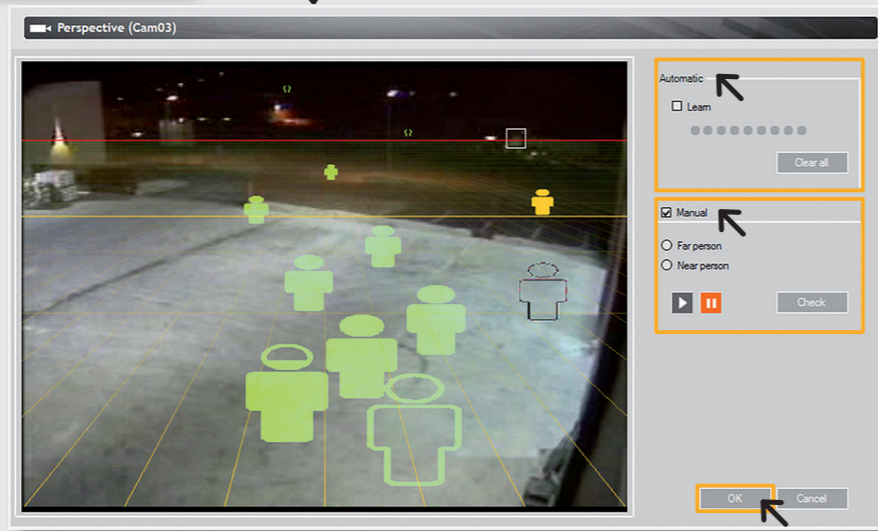 Perspective (Cam03)
Automatic
Learn
Clear all
Manual
Far person
Near person
Check
OK
Cancel